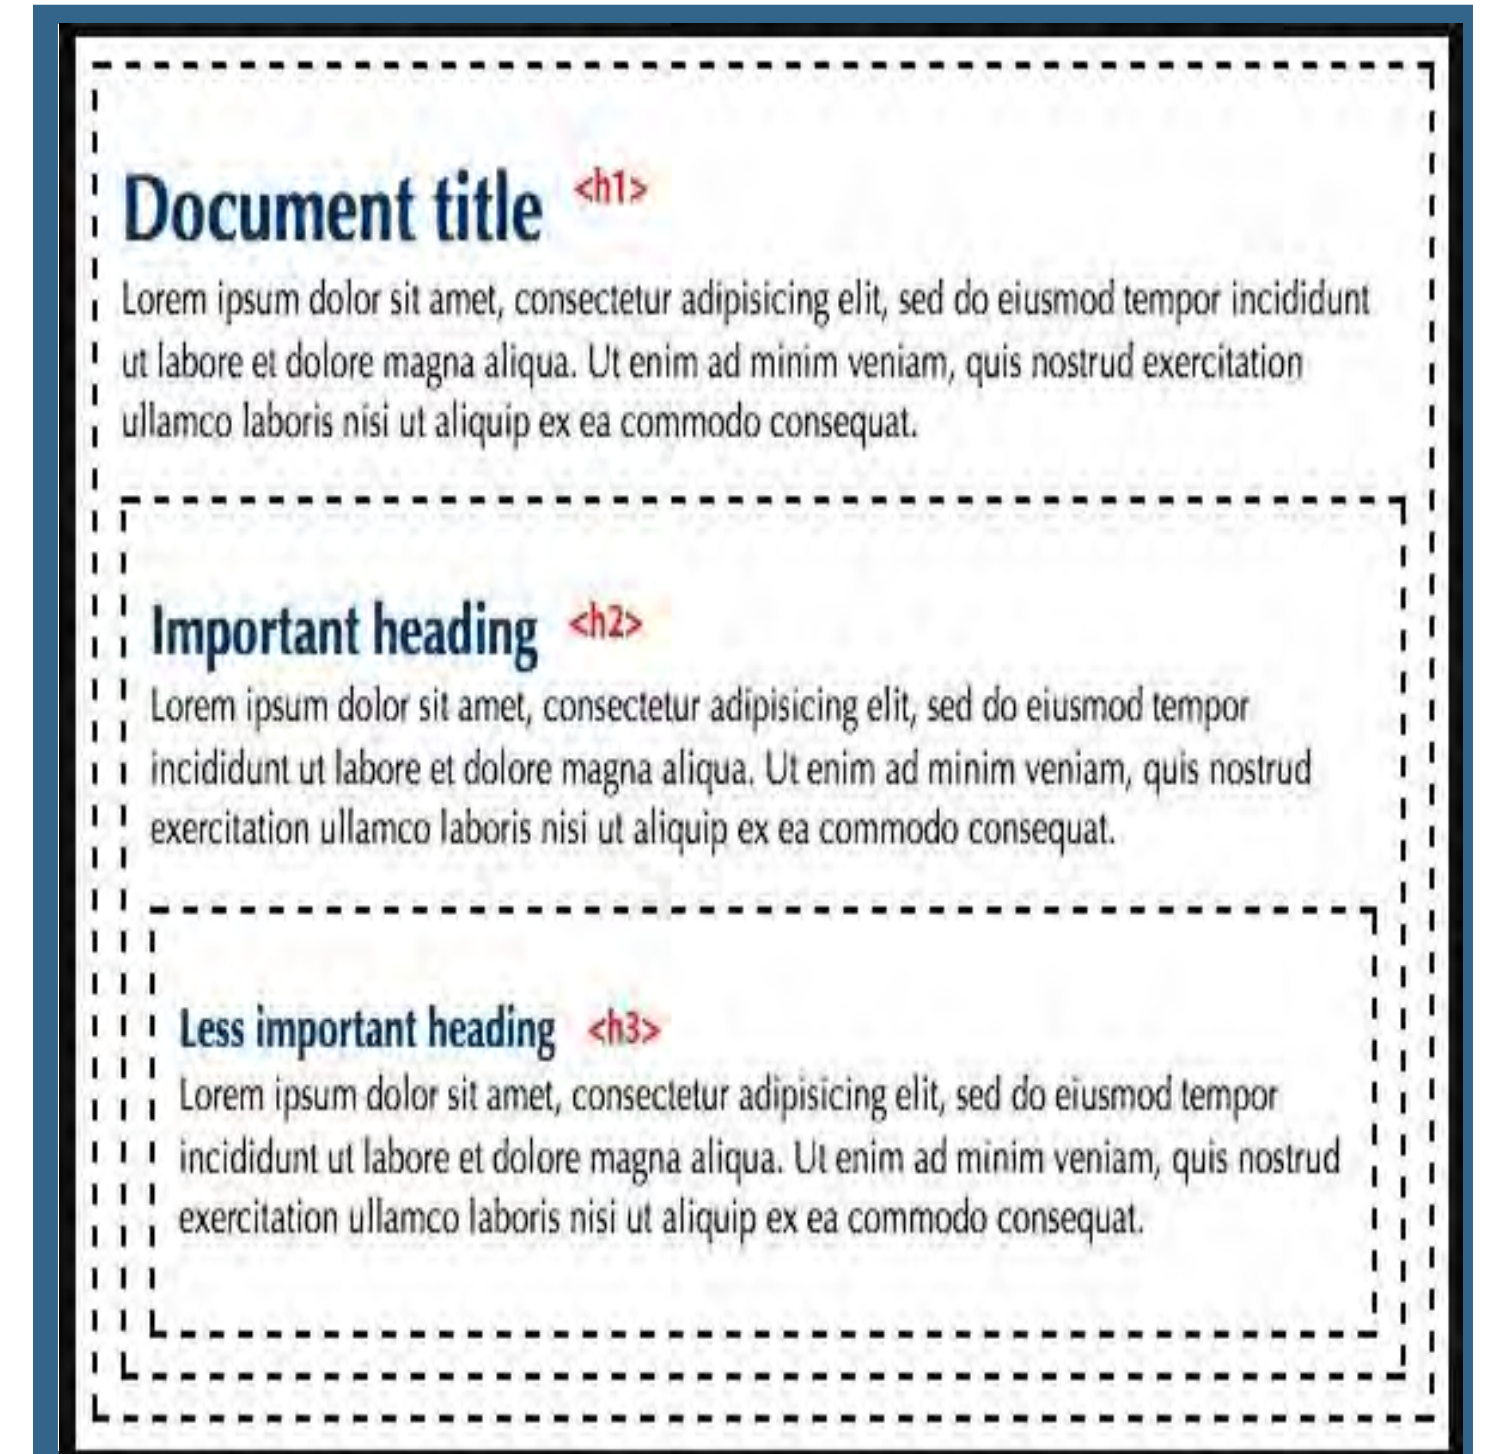 Document title <h1>
Lorem ipsum dolor sit amet, consectetur adipisicing elit, sed do eiusmod tempor incididunt
ut labore et dolore magna aliqua. Ut enim ad minim veniam, quis nostrud exercitation
ullamco laboris nisi ut aliquip ex ea commodo consequat.
Important heading <h2>
Lorem ipsum dolor sit amet, consectetur adipisicing elit, sed do eiusmod tempor
incididunt ut labore et dolore magna aliqua. Ut enim ad minim veniam, quis nostrud
exercitation ullamco laboris nisi ut aliquip ex ea commodo consequat.
Less important heading <h3>
Lorem ipsum dolor sit amet, consectetur adipisicing elit, sed do eiusmod tempor
incididunt ut labore et dolore magna aliqua. Ut enim ad minim veniam, quis nostrud
exercitation ullamco laboris nisi ut aliquip ex ea commodo consequat.